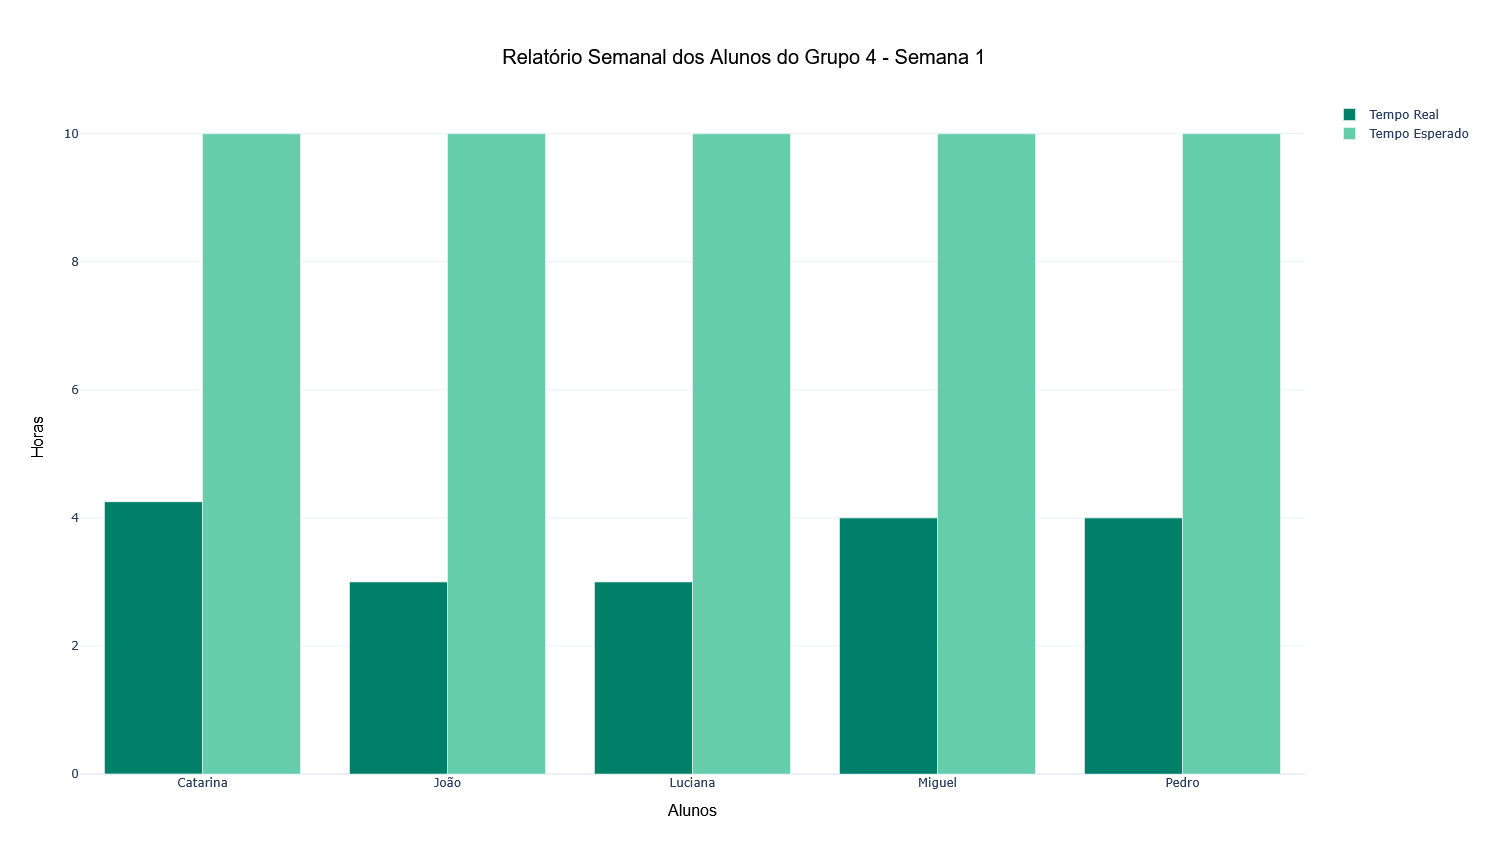 Relatório Semanal dos Alunos do Grupo 4 - Semana 1
Tempo Real
Tempo Esperado
Horas
10
8
6
4
2
0
Catarina
João
Luciana
Miguel
Pedro
Alunos